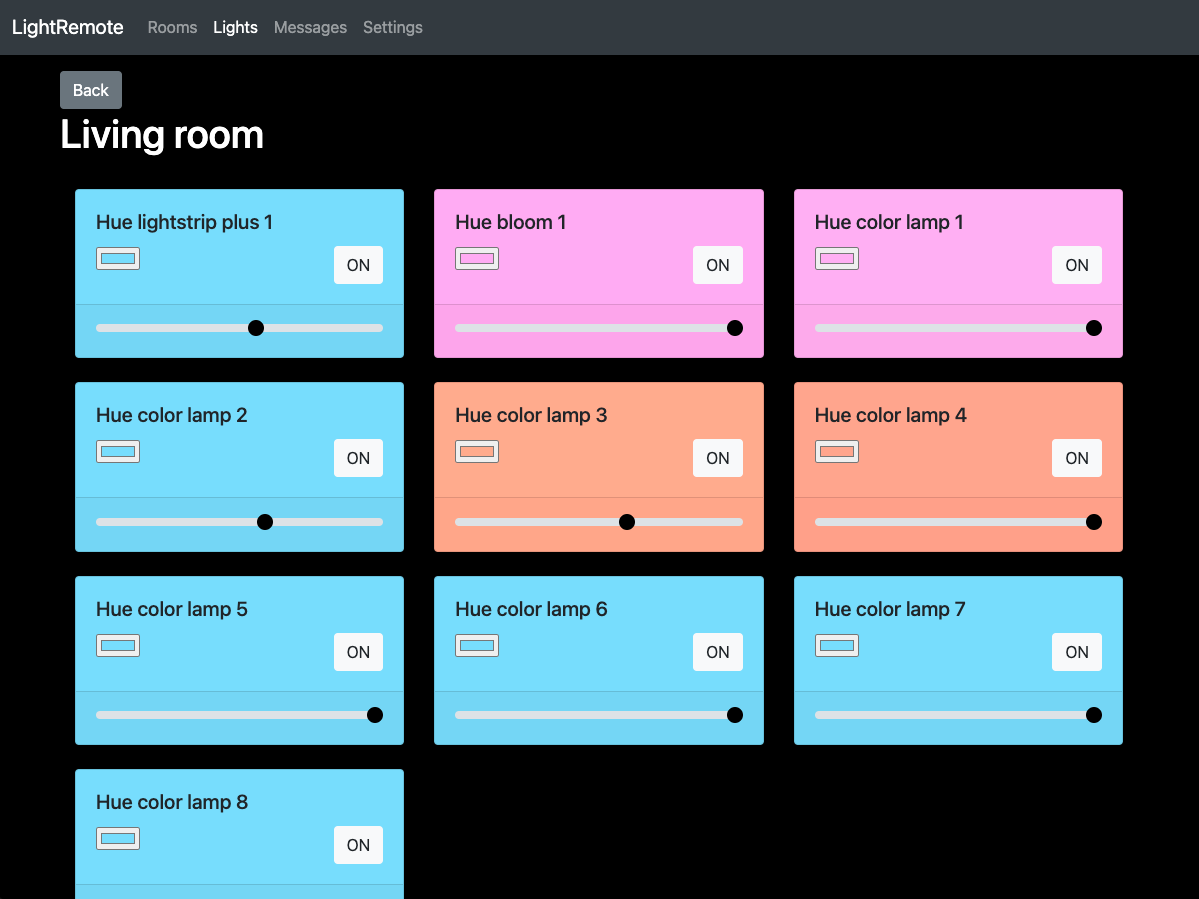 LightRemote Rooms Lights Messages Settings
Back
Living room
Hue lightstrip plus 1
ON
Hue bloom 1
ON
Hue color lamp 1
ON
Hue color lamp 2
ON
Hue color lamp 3
ON
Hue color lamp 4
ON
Hue color lamp 5
ON
Hue color lamp 6
ON
Hue color lamp 7
ON
Hue color lamp 8
ON